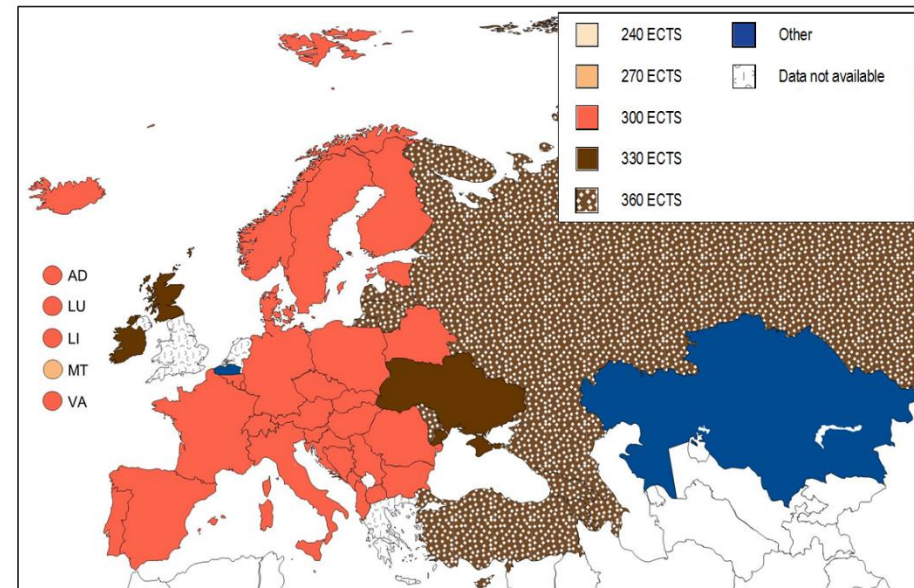 240 ECTS
270 ECTS
300 ECTS
330 ECTS
360 ECTS
Other
Data not available
AD
LU
LI
MT
VA